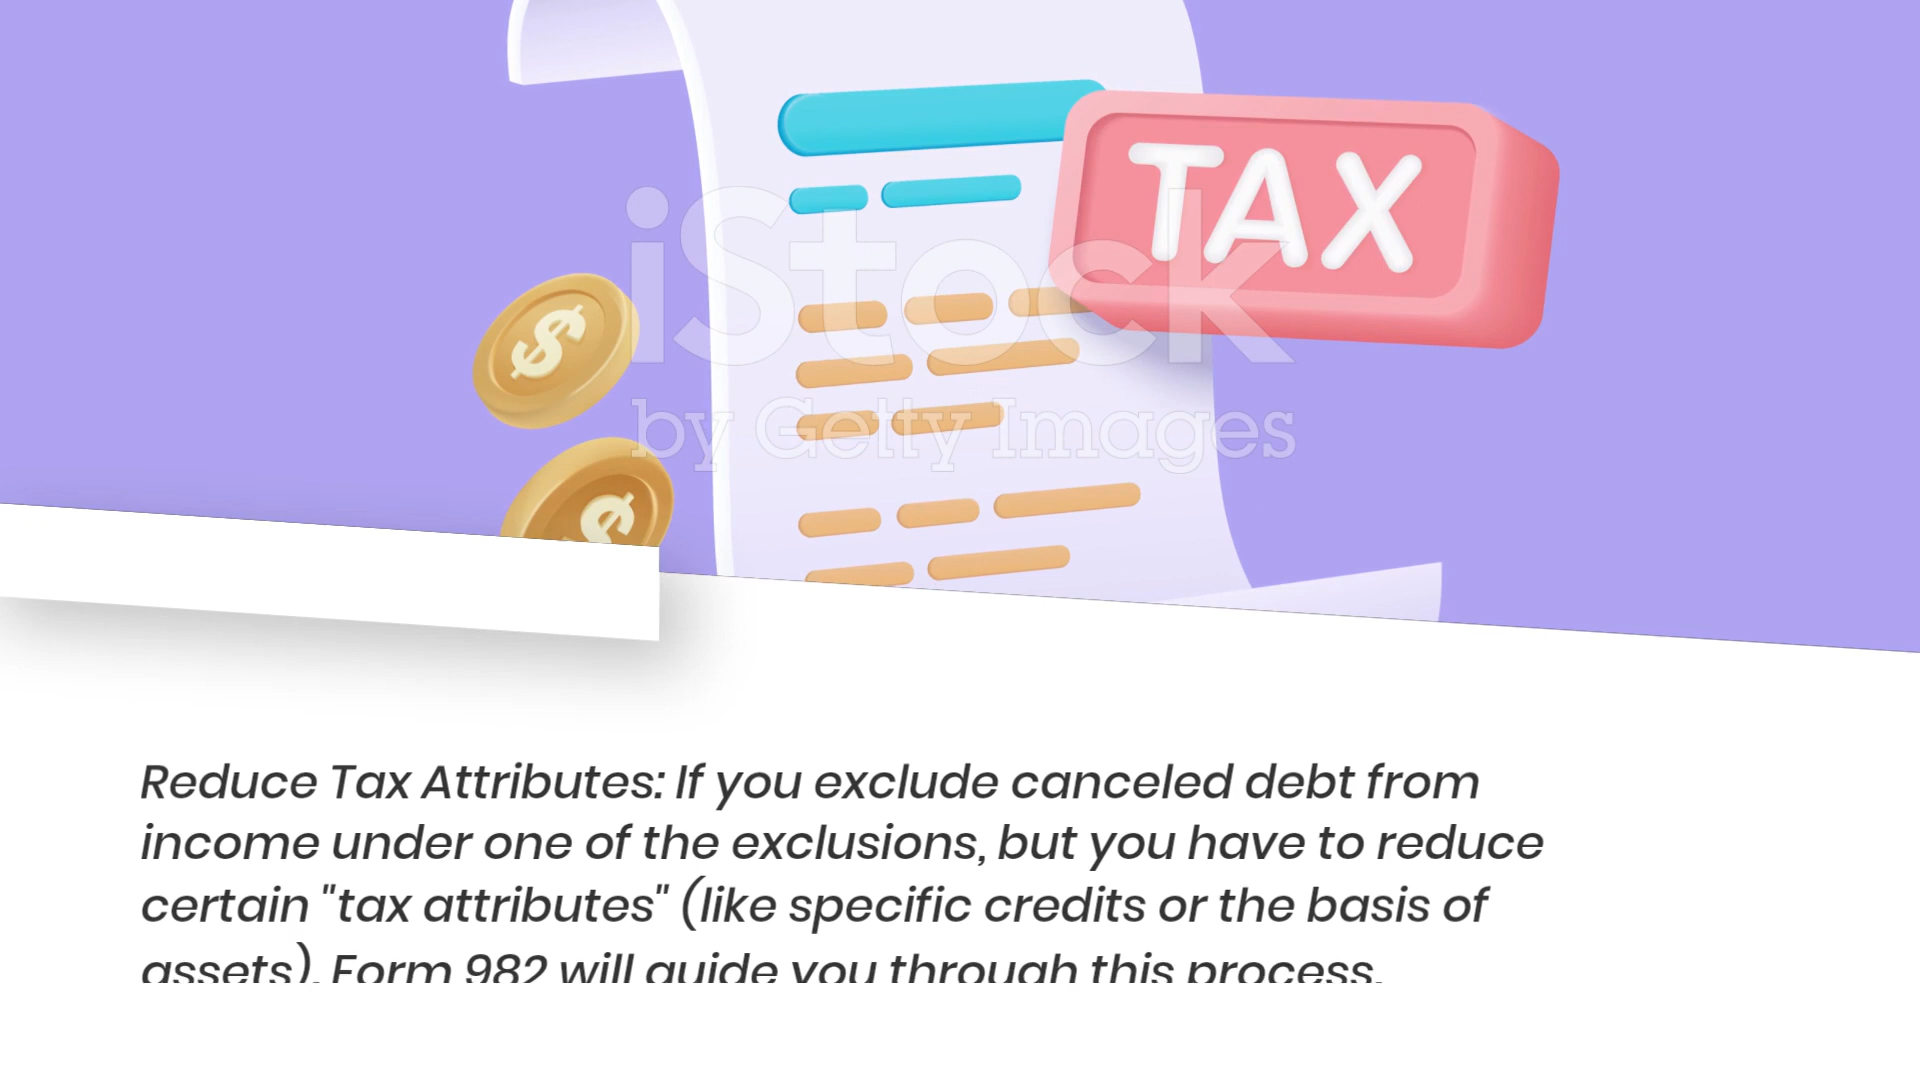 TAX
iStock
by Getty Images
$
$
Reduce Tax Attributes: If you exclude canceled debt from
income under one of the exclusions, but you have to reduce
certain "tax attributes" (like specific credits or the basis of
assets). Form 982 will guide you through this process.